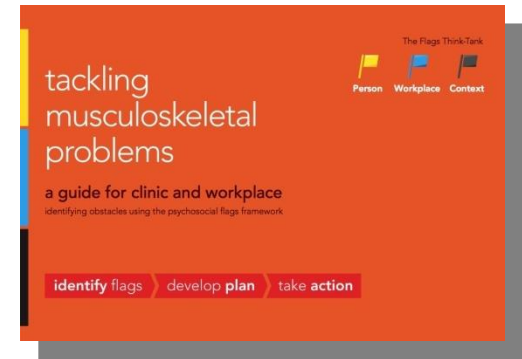 The Flags Think-Tank
Person Workplace Context
tackling
musculoskeletal
problems
a guide for clinic and workplace
identifying obstacles using the psychosocial flags framework
identify flags develop plan take action